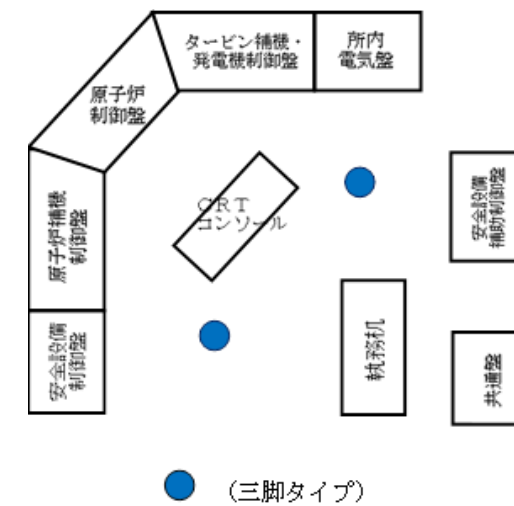 タービン補機・
発電機制御盤
所内
電気盤
原子炉
制御盤
CRT
コンソール
安全設備
補助制御盤
原子炉補機
制御盤
安全設備
制御盤
執務机
共通盤
（三脚タイプ）